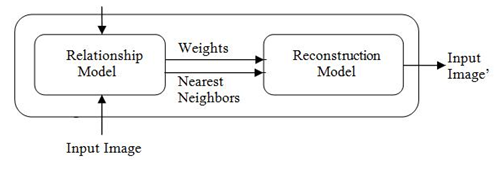 Relationship
Model
Weights
Nearest
Neighbors
Reconstruction
Model
Input
Image'
Input Image